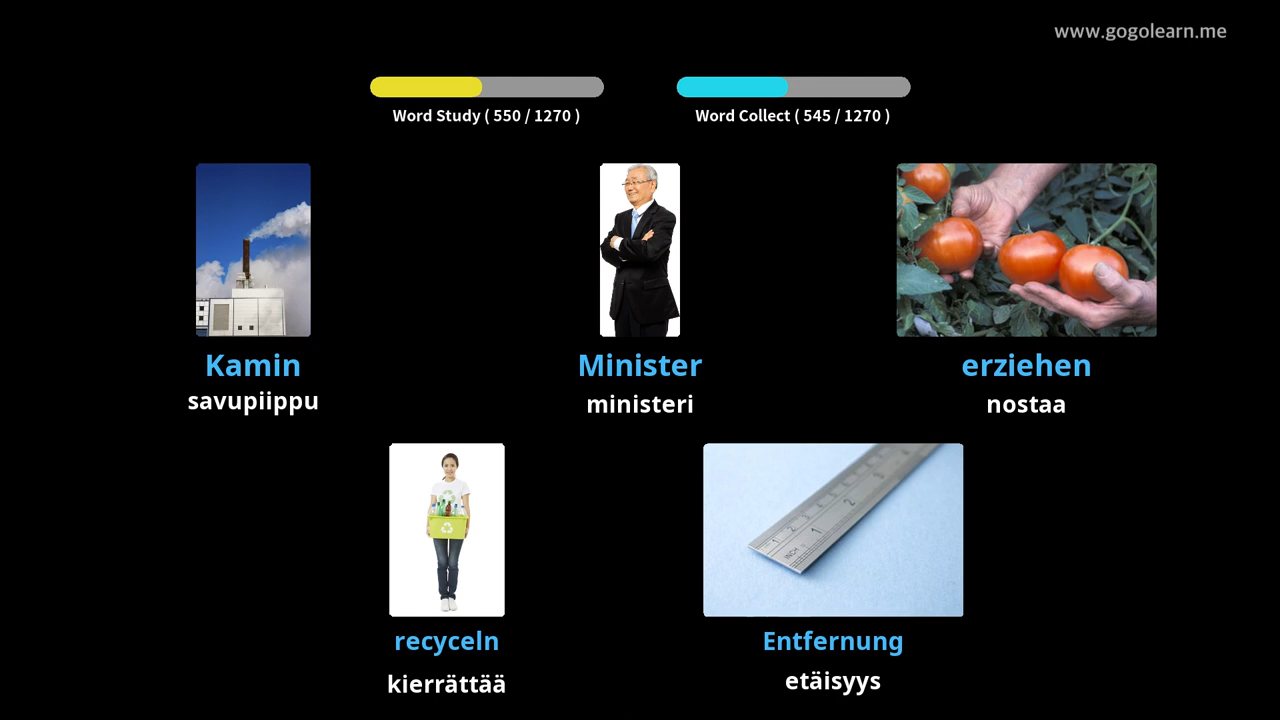 www.gogolearn.me
Word Study ( 550 / 1270 )
Word Collect ( 545 / 1270 )
Kamin
savupiippu
Minister
ministeri
erziehen
nostaa
recyceln
kierrättää
Entfernung
etäisyys